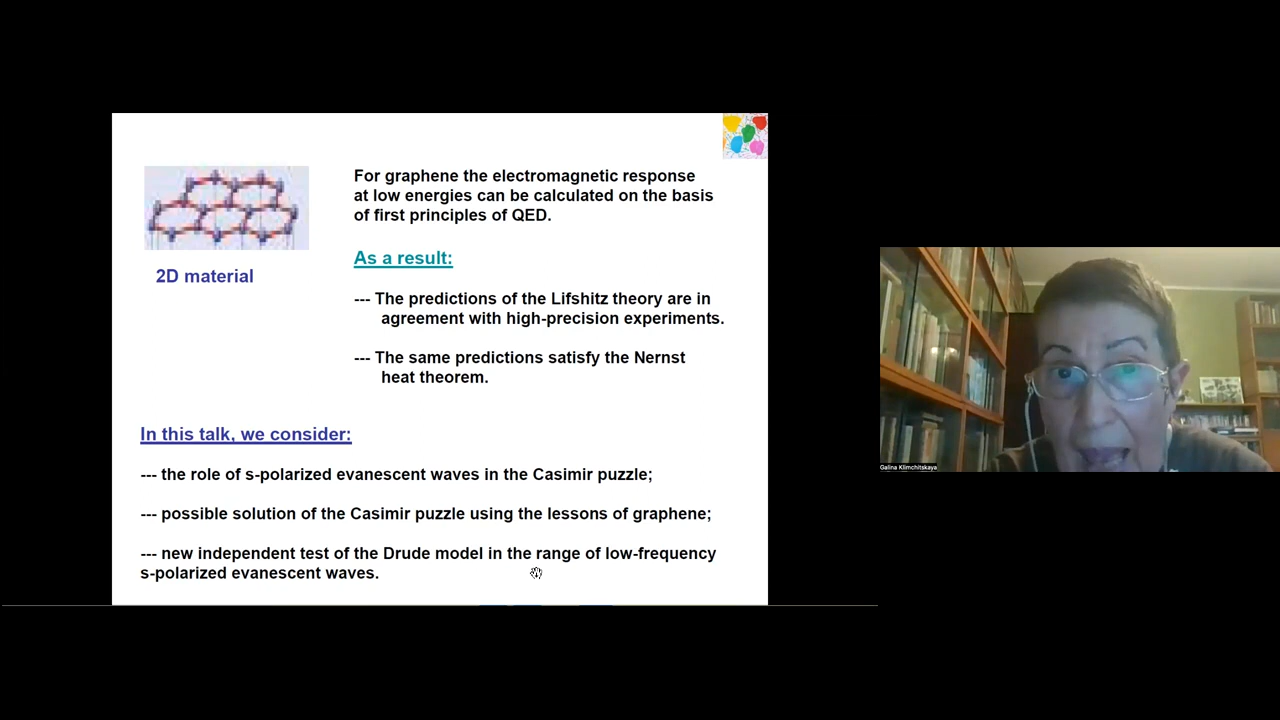 For graphene the electromagnetic response
at low energies can be calculated on the basis
of first principles of QED.
2D material
As a result:
--- The predictions of the Lifshitz theory are in
agreement with high-precision experiments.
--- The same predictions satisfy the Nernst
heat theorem.
In this talk, we consider:
--- the role of s-polarized evanescent waves in the Casimir puzzle;
--- possible solution of the Casimir puzzle using the lessons of graphene;
--- new independent test of the Drude model in the range of low-frequency
s-polarized evanescent waves.
Galina Klimchitskaya